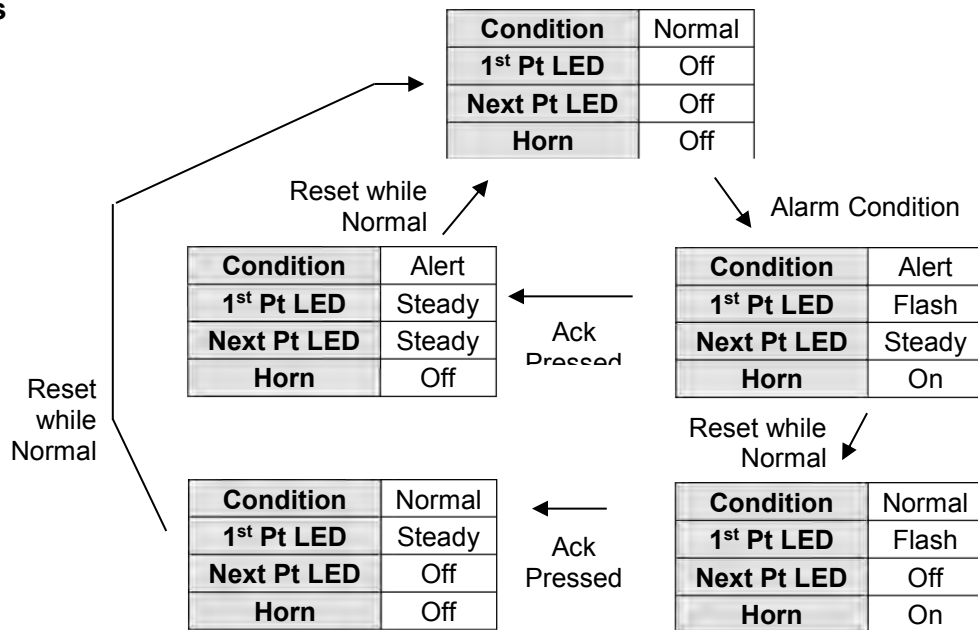 s
Condition Normal
1st Pt LED Off
Next Pt LED Off
Horn Off
Reset while
Normal
Alarm Condition
Condition Alert
1st Pt LED Steady
Next Pt LED Steady
Horn Off
Ack
Pressed
Condition Alert
1st Pt LED Flash
Next Pt LED Steady
Horn On
Reset
while
Normal
Reset while
Normal
Condition Normal
1st Pt LED Steady
Next Pt LED Off
Horn Off
Ack
Pressed
Condition Normal
1st Pt LED Flash
Next Pt LED Off
Horn On